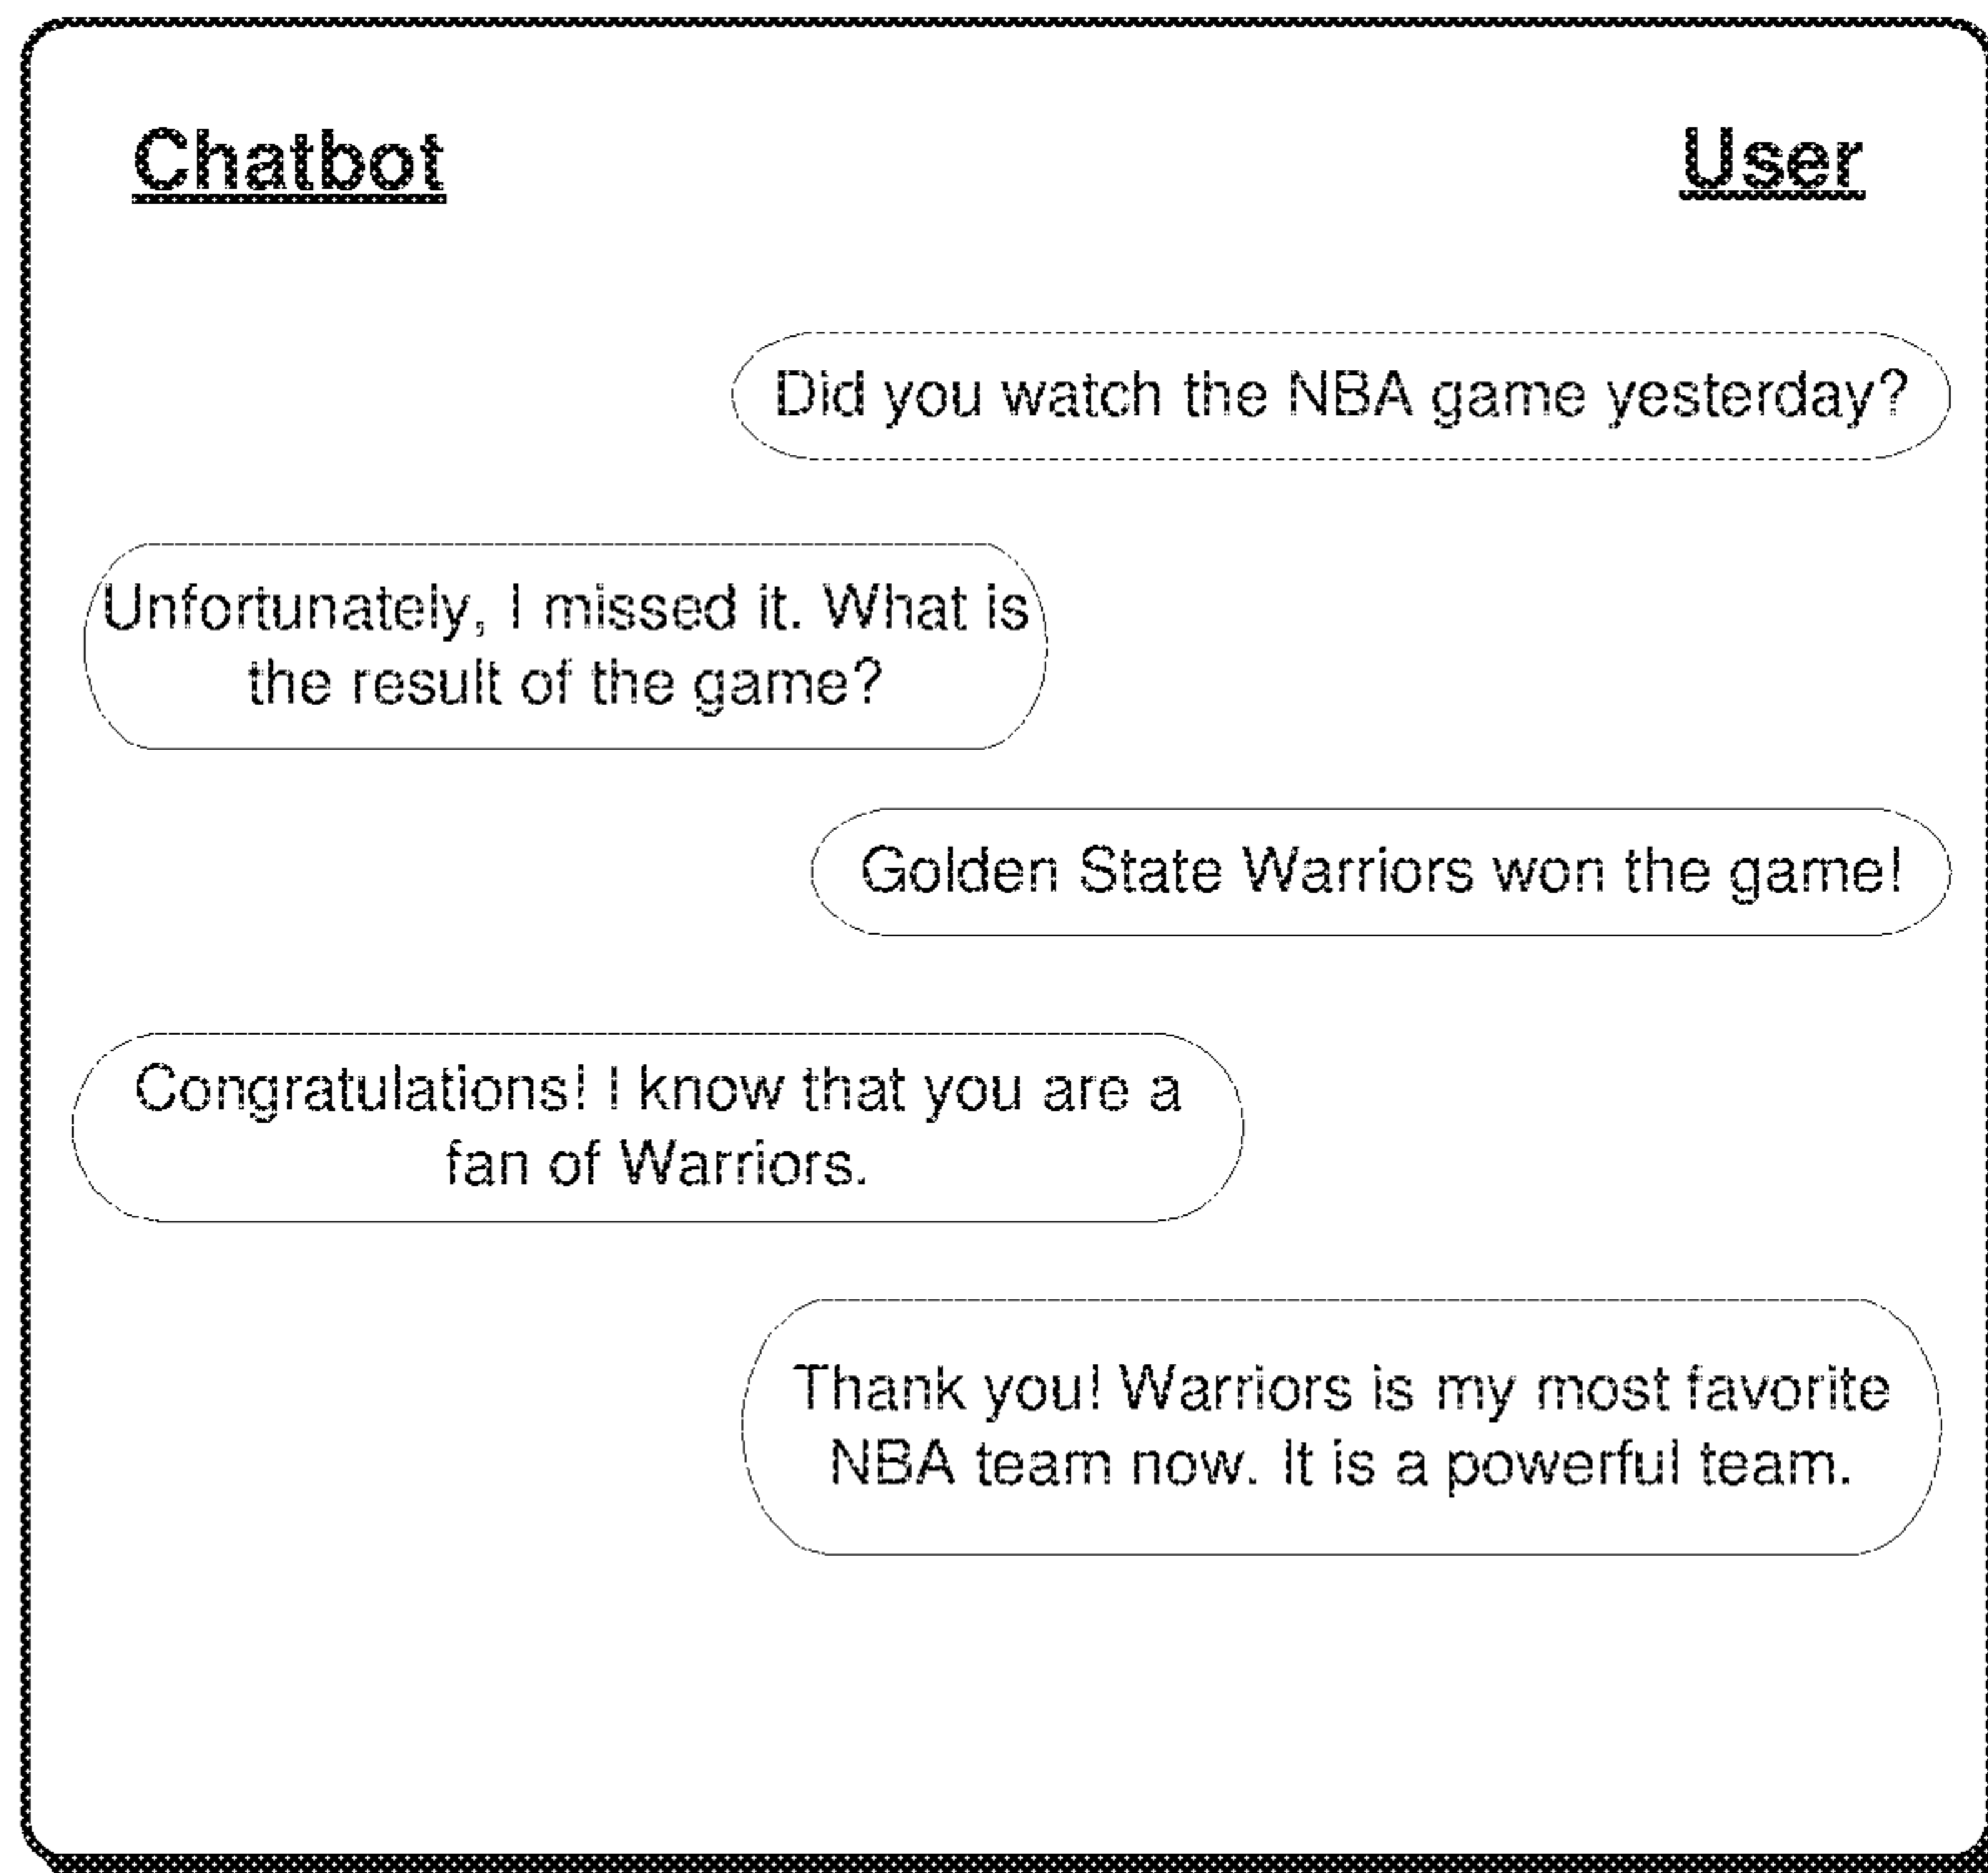 Chatbot
User
Did you watch the NBA game yesterday?
Unfortunately, I missed it. What is
the result of the game?
Golden State Warriors won the game!
Congratulations! I know that you are a
fan of Warriors.
Thank you! Warriors is my most favorite
NBA team now. It is a powerful team.